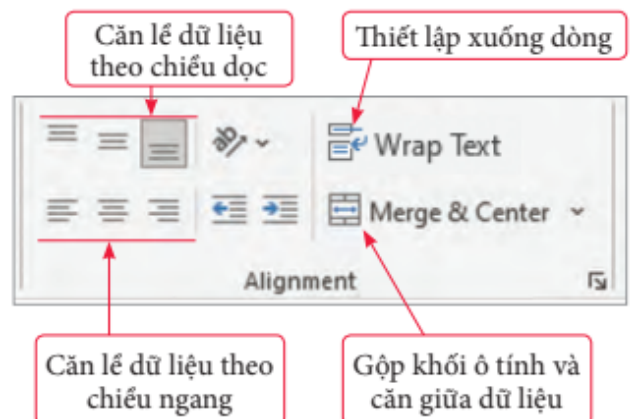 Căn lề dữ liệu
theo chiều dọc
Thiết lập xuống dòng
ab
Wrap Text
Merge & Center
Alignment
Căn lề dữ liệu theo
chiều ngang
Gộp khối ô tính và
căn giữa dữ liệu